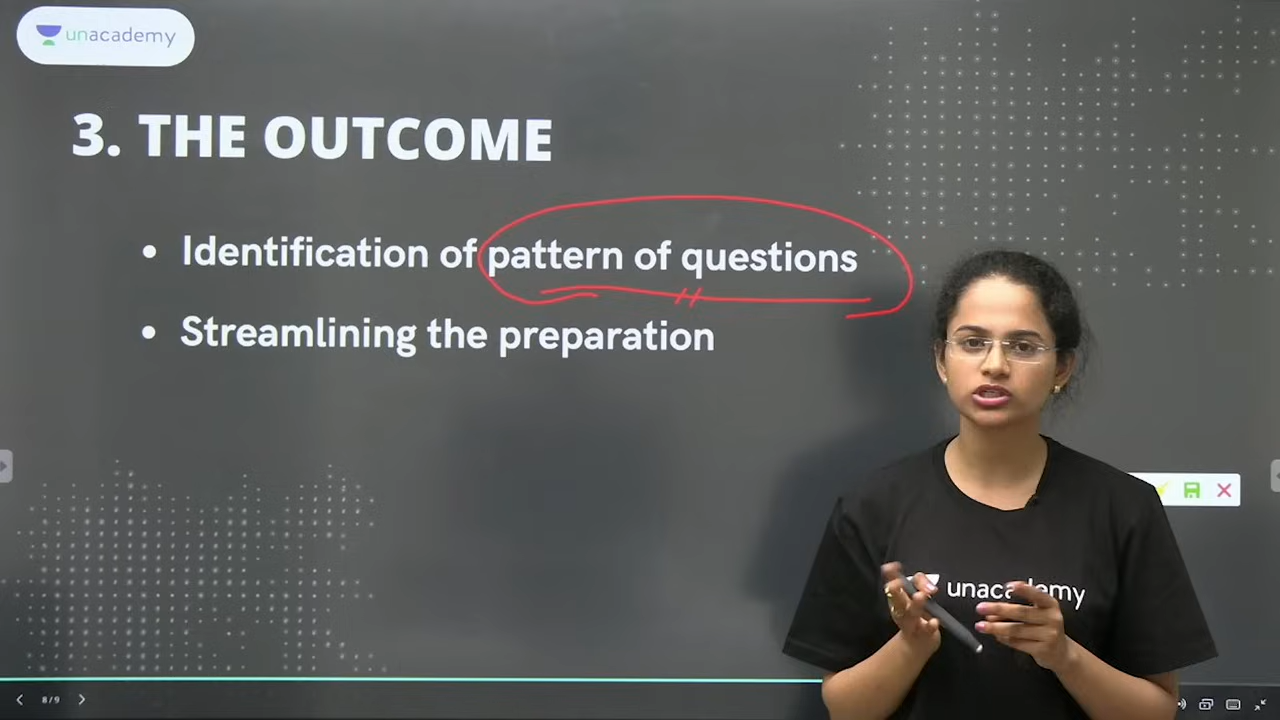 unacademy
3. THE OUTCOME
• Identification of pattern of questions
• Streamlining the preparation
unacademy
8/9